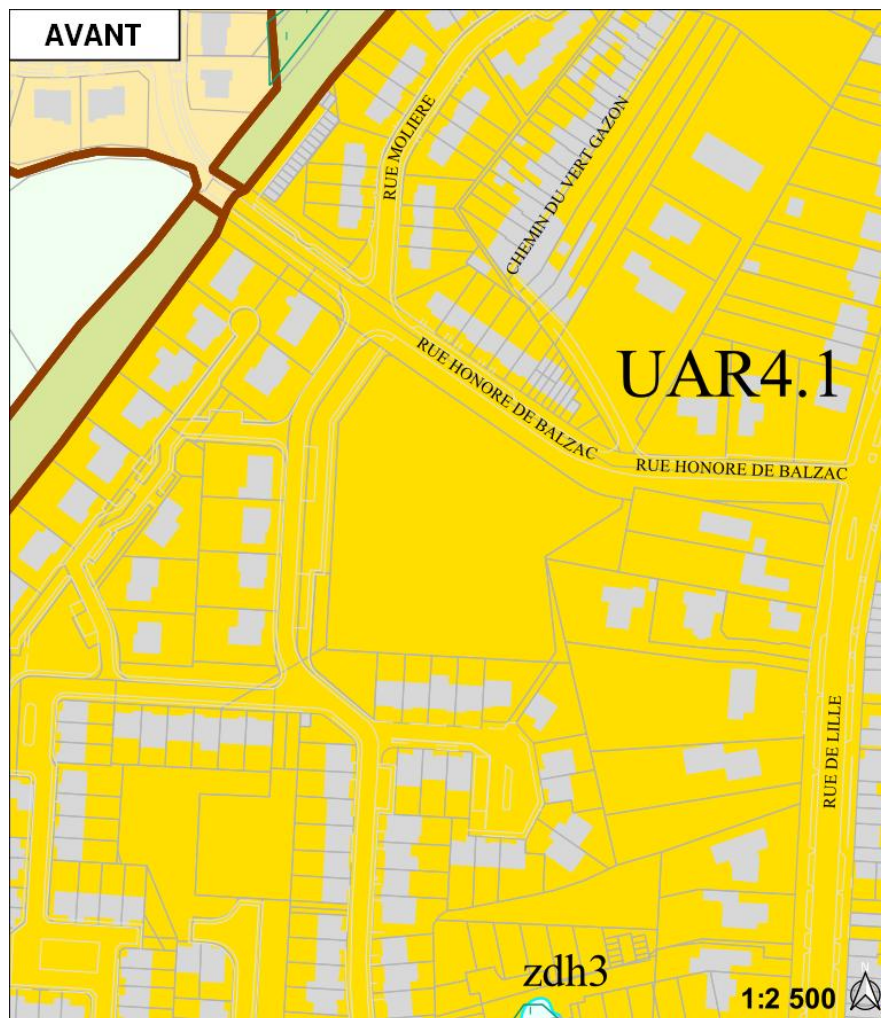 AVANT
RUE MOLIERE
CHEMIN DU VERT GAZON
UAR4.1
RUE HONORE DE BALZAC
RUE HONORE DE BALZAC
RUE DE LILLE
zdh3
1:2 500
N